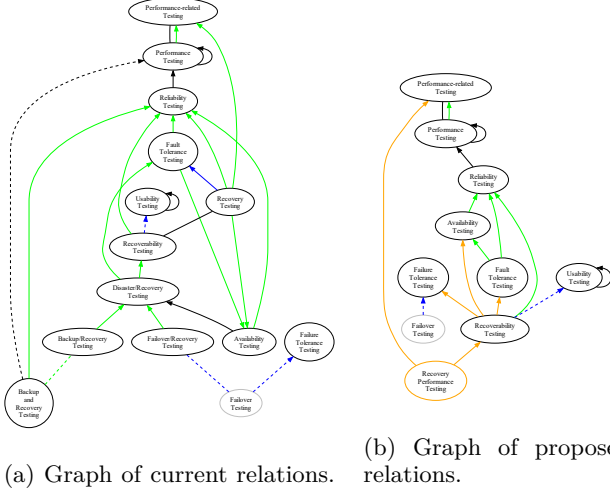 Performance-related
Testing
Performance
Testing
Reliability
Testing
Fault
Tolerance
Testing
Usability
Testing
Recovery
Testing
Recoverability
Testing
Disaster/Recovery
Testing
Backup/Recovery
Testing
Failover/Recovery
Testing
Availability
Testing
Failure
Tolerance
Testing
Backup
and
Recovery
Testing
Failover
Testing
(a) Graph of current relations.
Performance-related
Testing
Performance
Testing
Reliability
Testing
Availability
Testing
Failure
Tolerance
Testing
Fault
Tolerance
Testing
Usability
Testing
Failover
Testing
Recoverability
Testing
Recovery
Performance
Testing
(b) Graph of propose
relations.